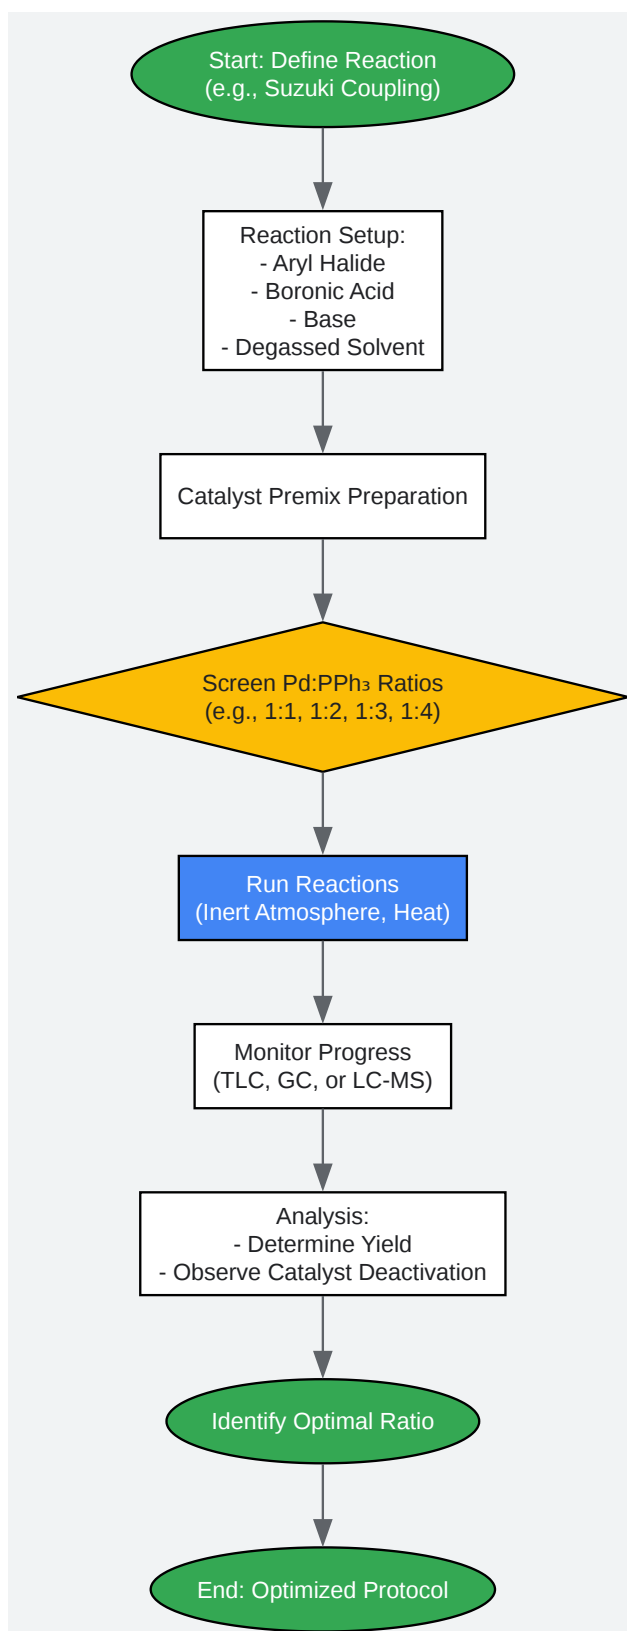 Start: Define Reaction
(e.g., Suzuki Coupling)
Reaction Setup:
- Aryl Halide
- Boronic Acid
- Base
- Degassed Solvent
Catalyst Premix Preparation
Screen Pd:PPh₃ Ratios
(e.g., 1:1, 1:2, 1:3, 1:4)
Run Reactions
(Inert Atmosphere, Heat)
Monitor Progress
(TLC, GC, or LC-MS)
Analysis:
- Determine Yield
- Observe Catalyst Deactivation
Identify Optimal Ratio
End: Optimized Protocol